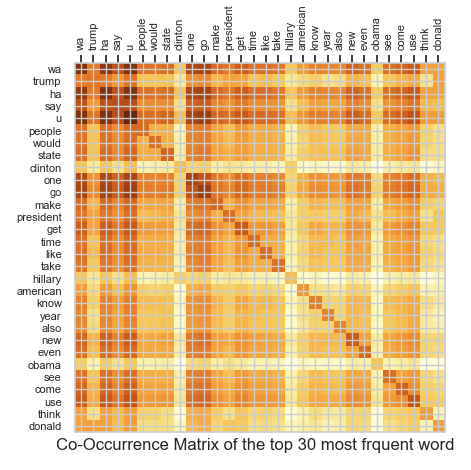 wa trump ha say u people would state clinton one go make president get time like take hillary american know year also new even obama see come use think donald
wa
trump
ha
say
u
people
would
state
clinton
one
go
make
president
get
time
like
take
hillary
american
know
year
also
new
even
obama
see
come
use
think
donald
Co-Occurrence Matrix of the top 30 most frquent word